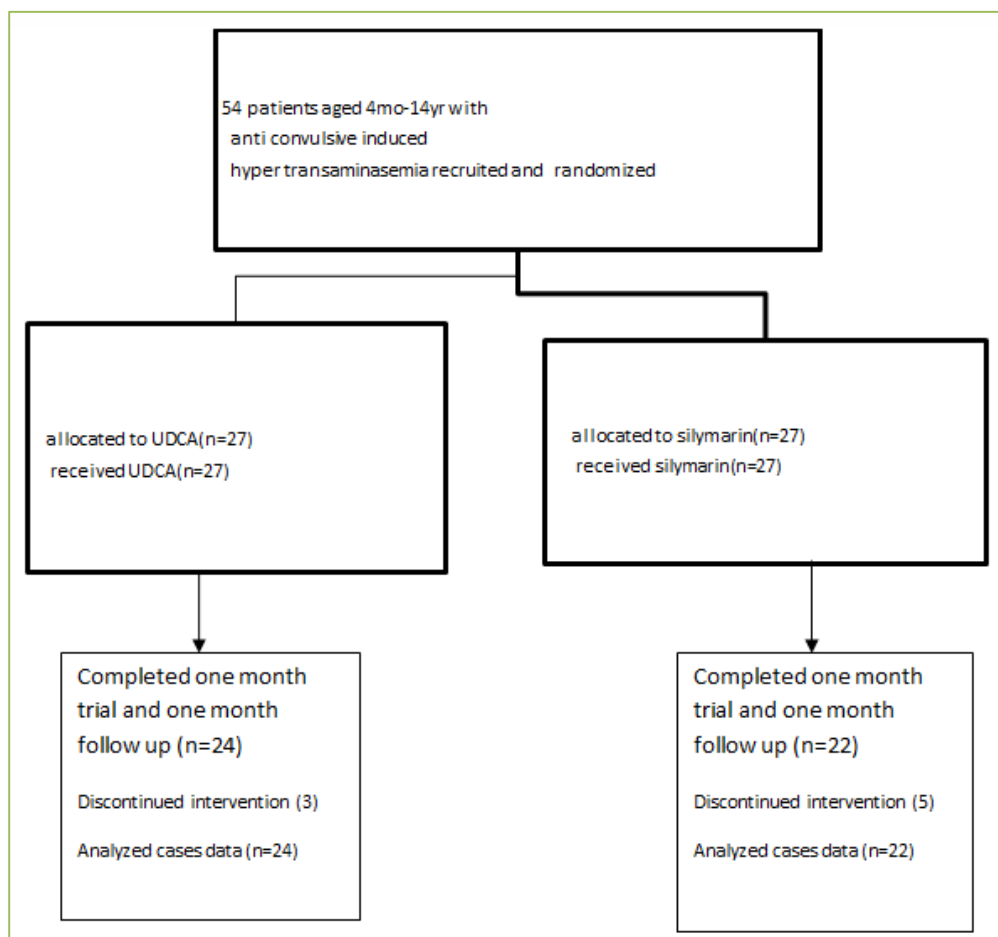 54 patients aged 4mo-14yr with
anti convulsive induced
hyper transaminasemia recruited and randomized
allocated to UDCA(n=27)
received UDCA(n=27)
allocated to silymarin(n=27)
received silymarin(n=27)
Completed one month
trial and one month
follow up (n=24)
Discontinued intervention (3)
Analyzed cases data (n=24)
Completed one month
trial and one month
follow up (n=22)
Discontinued intervention (5)
Analyzed cases data (n=22)